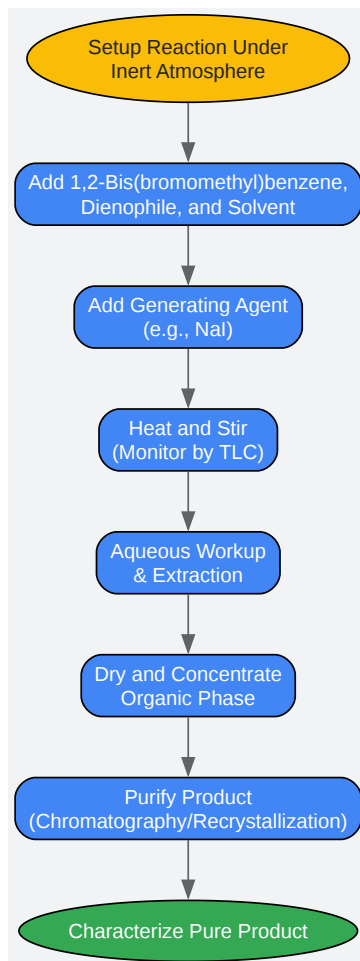 Setup Reaction Under
Inert Atmosphere
Add 1,2-Bis(bromomethyl)benzene,
Dienophile, and Solvent
Add Generating Agent
(e.g., NaI)
Heat and Stir
(Monitor by TLC)
Aqueous Workup
& Extraction
Dry and Concentrate
Organic Phase
Purify Product
(Chromatography/Recrystallization)
Characterize Pure Product